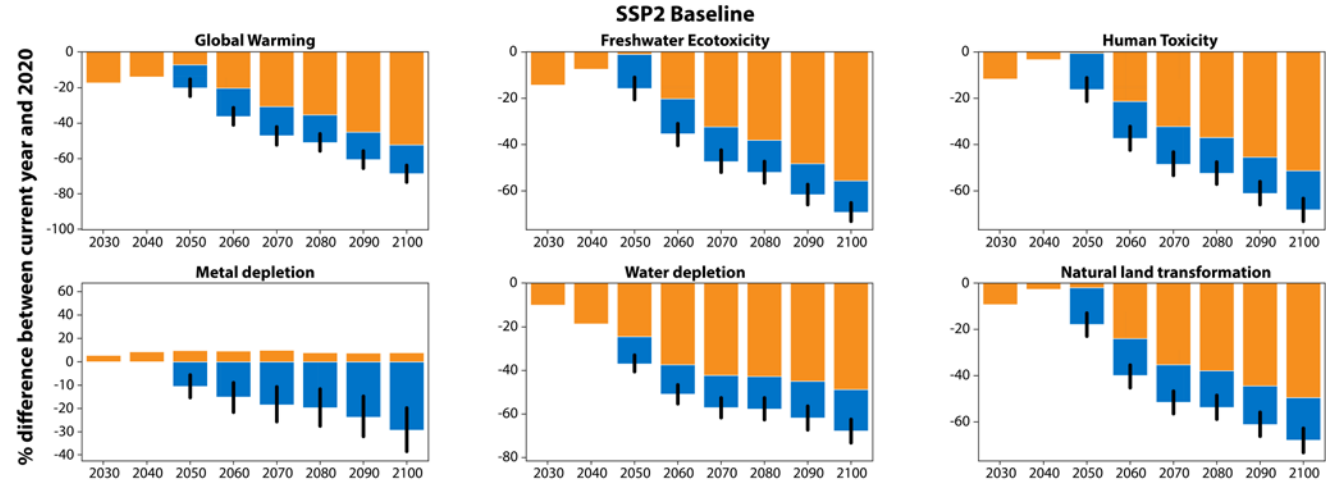 SSP2 Baseline
% difference between current year and 2020
Global Warming
0
-20
-40
-60
-80
-100
2030 2040 2050 2060 2070 2080 2090 2100
Freshwater Ecotoxicity
0
-20
-40
-60
2030 2040 2050 2060 2070 2080 2090 2100
Human Toxicity
0
-20
-40
-60
2030 2040 2050 2060 2070 2080 2090 2100
Metal depletion
60
40
20
0
-10
-20
-30
-40
2030 2040 2050 2060 2070 2080 2090 2100
Water depletion
0
-20
-40
-60
-80
2030 2040 2050 2060 2070 2080 2090 2100
Natural land transformation
0
-20
-40
-60
2030 2040 2050 2060 2070 2080 2090 2100